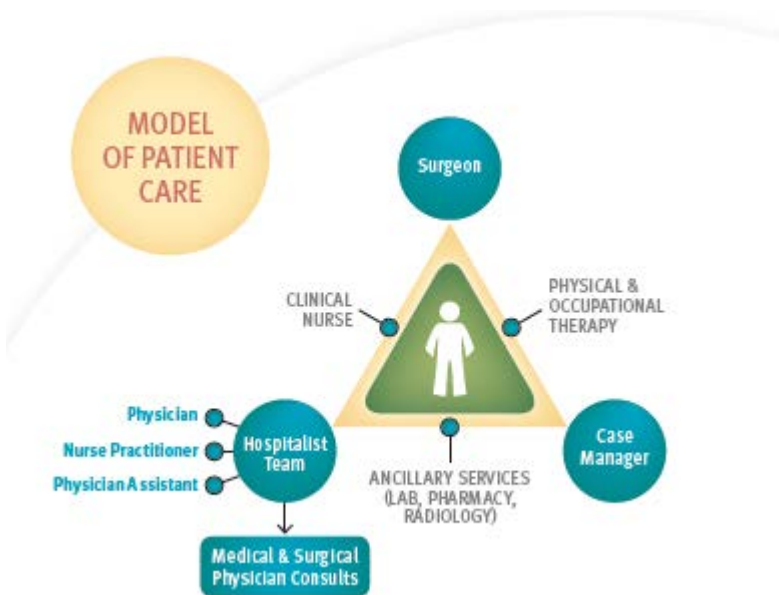 MODEL
OF PATIENT
CARE
Surgeon
CLINICAL
NURSE
PHYSICAL &
OCCUPATIONAL
THERAPY
Physician
Nurse Practitioner
Physician Assistant
Hospitalist
Team
Case
Manager
ANCILLARY SERVICES
(LAB, PHARMACY,
RADIOLOGY)
Medical & Surgical
Physician Consults